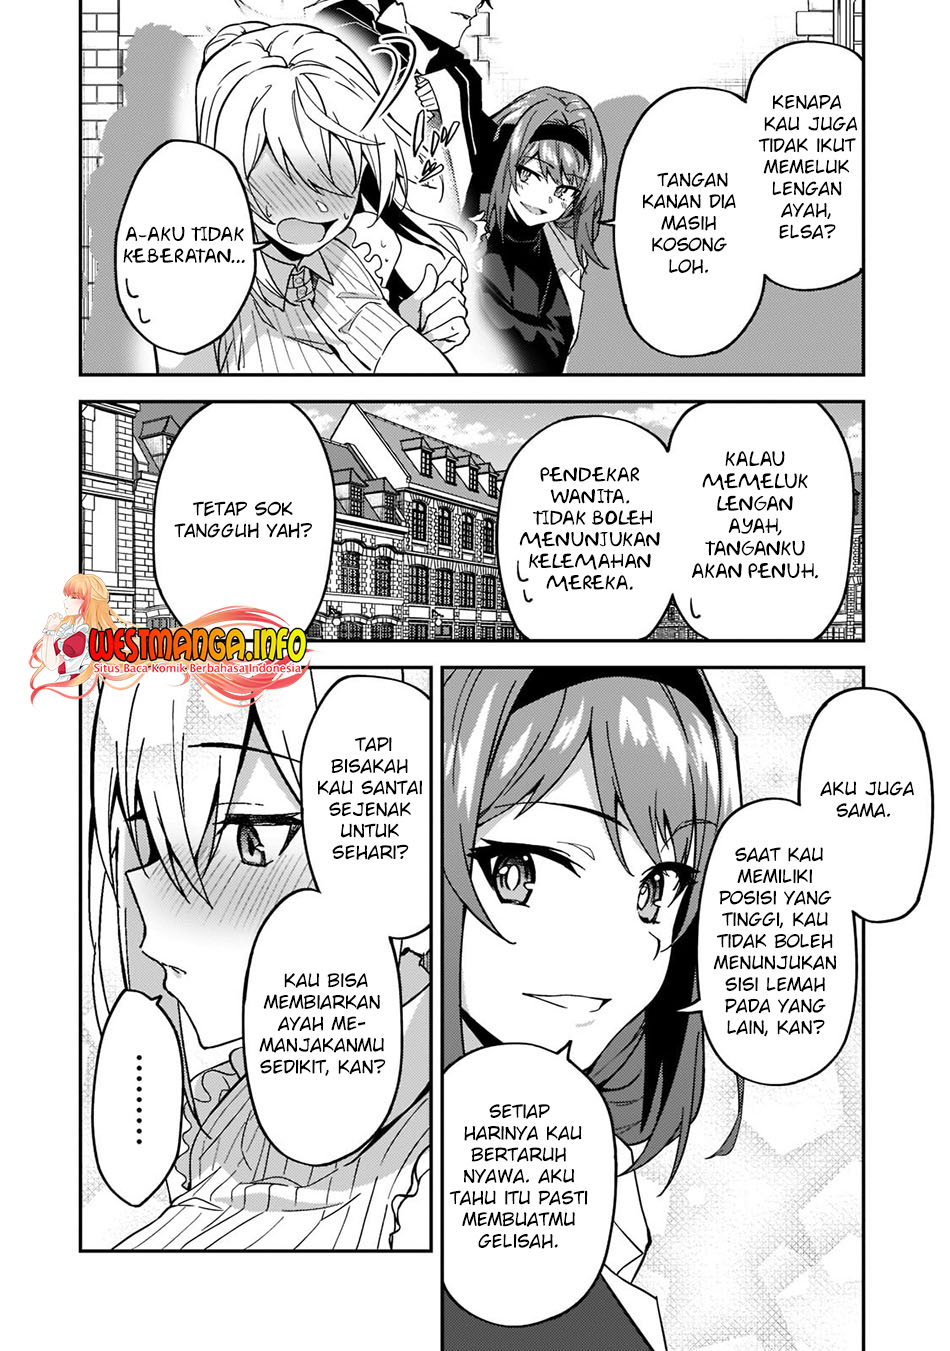 KENAPA
KAU JUGA
TIDAK IKUT
MEMELUK
LENGAN
AYAH,
ELSA?
TANGAN
KANAN DIA
MASIH
KOSONG
LOH.
A-AKU TIDAK
KEBERATAN...
KALAU
MEMELUK
LENGAN
AYAH,
TANGANKU
AKAN PENUH.
PENDEKAR
WANITA.
TIDAK BOLEH
MENUNJUKAN
KELEMAHAN
MEREKA.
TETAP SOK
TANGGUH YAH?
WESTMANGA.INFO
Situs Baca Komik Berbahasa Indonesia
AKU JUGA
SAMA.
SAAT KAU
MEMILIKI
POSISI YANG
TINGGI, KAU
TIDAK BOLEH
MENUNJUKAN
SISI LEMAH
PADA YANG
LAIN, KAN?
SETIAP
HARINYA KAU
BERTARUH
NYAWA. AKU
TAHU ITU PASTI
MEMBUATMU
GELISAH.
TAPI
BISAKAH
KAU SANTAI
SEJENAK
UNTUK
SEHARI?
KAU BISA
MEMBIARKAN
AYAH ME-
MANJAKANMU
SEDIKIT, KAN?
.........